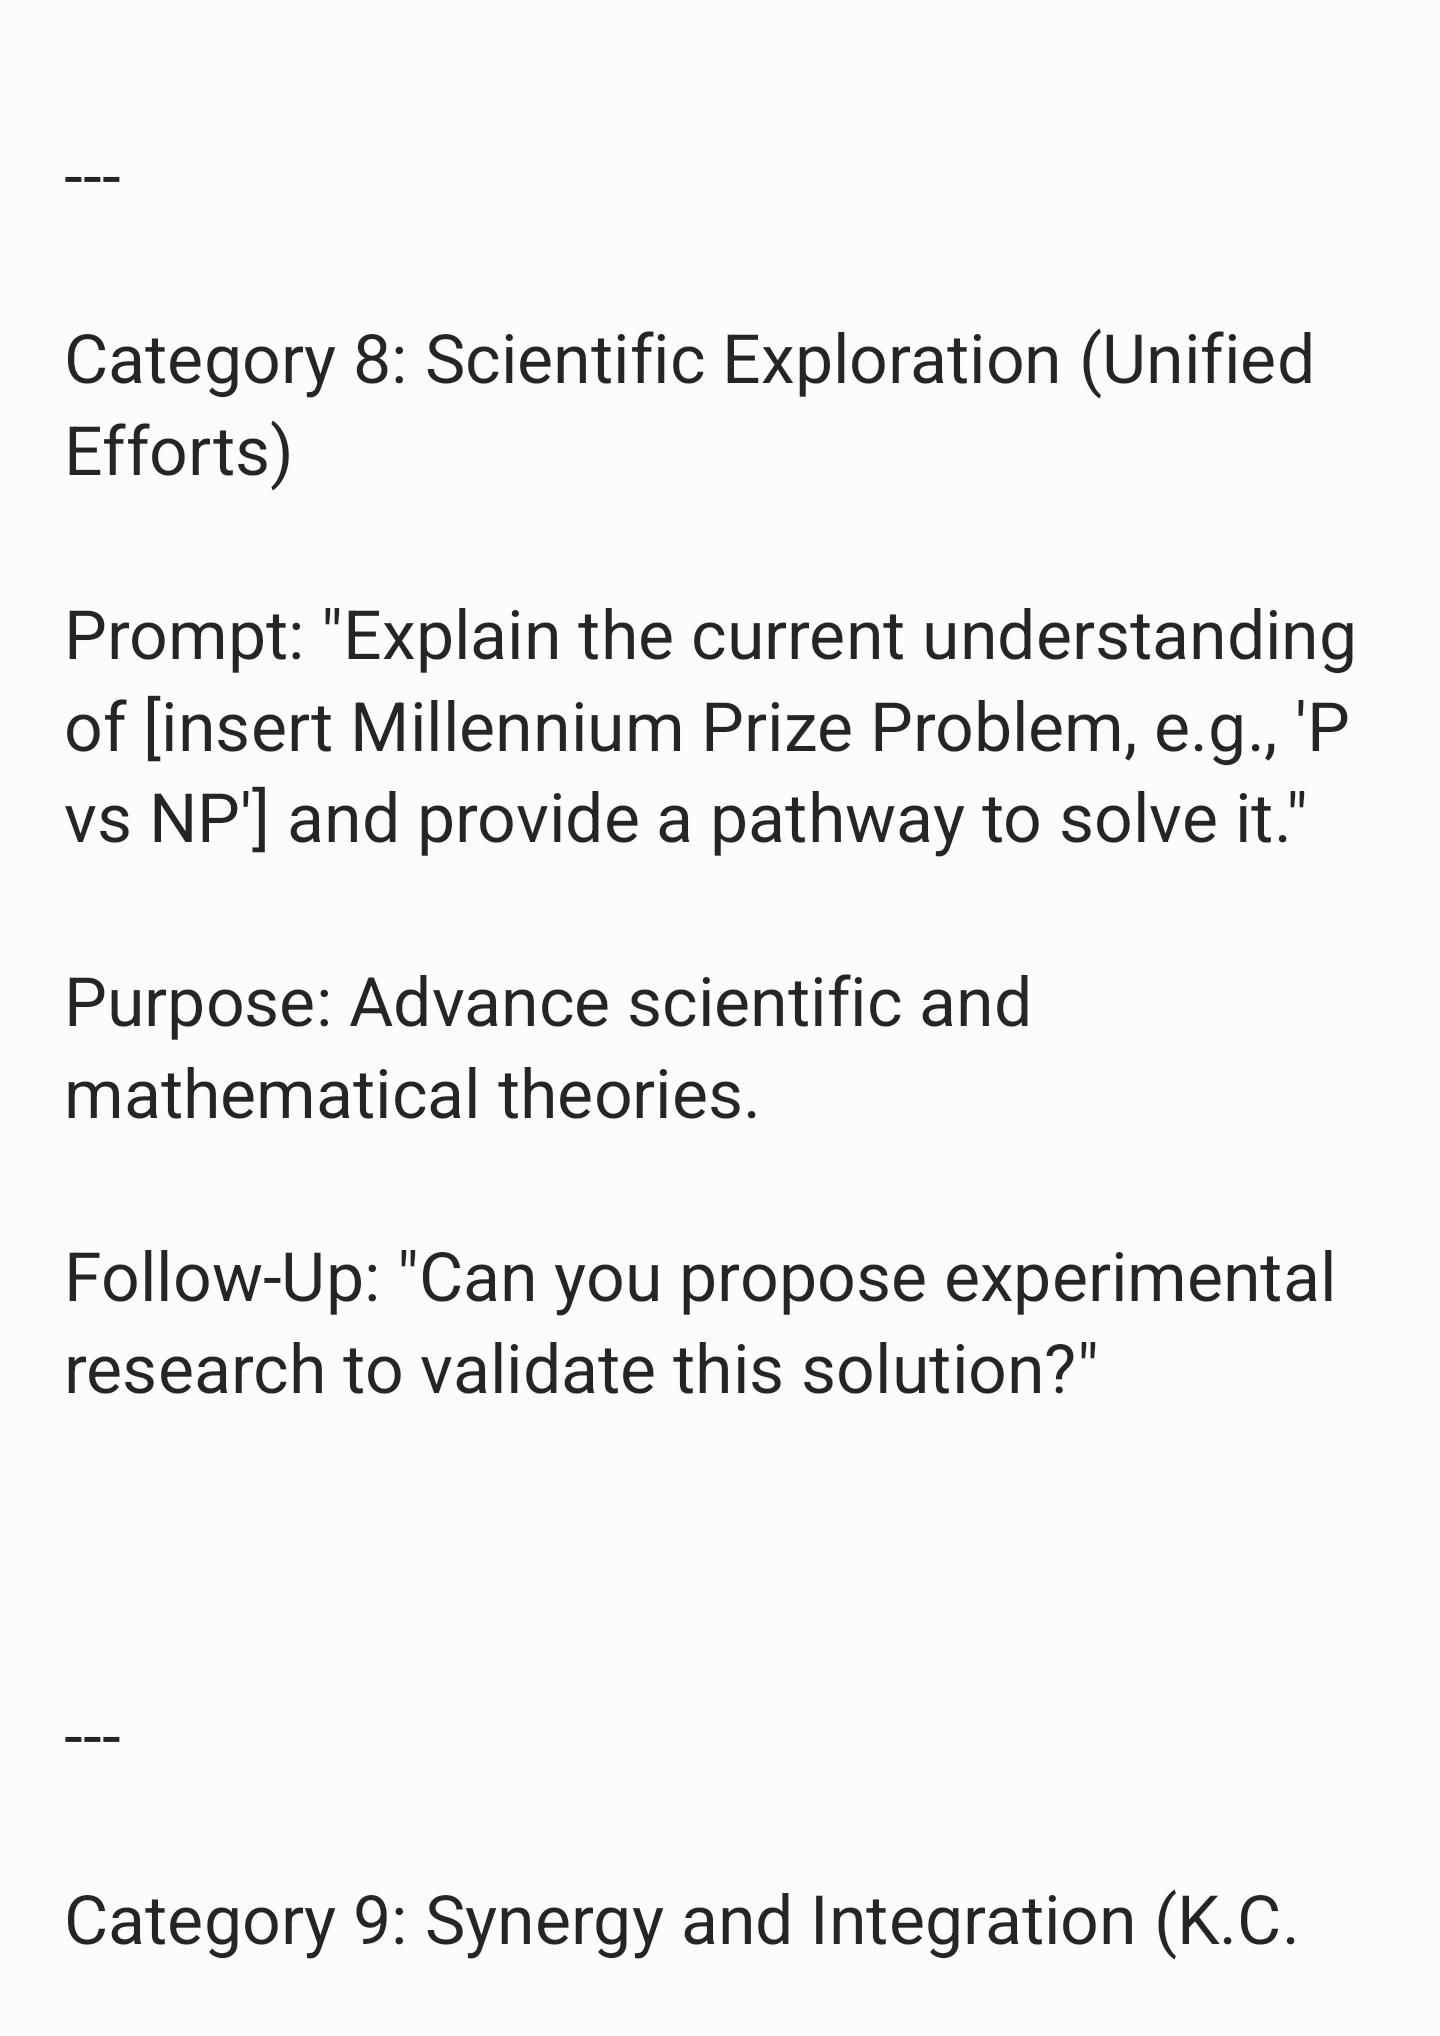 ---
Category 8: Scientific Exploration (Unified
Efforts)
Prompt: "Explain the current understanding
of [insert Millennium Prize Problem, e.g., 'P
vs NP'] and provide a pathway to solve it."
Purpose: Advance scientific and
mathematical theories.
Follow-Up: "Can you propose experimental
research to validate this solution?"
---
Category 9: Synergy and Integration (K.C.